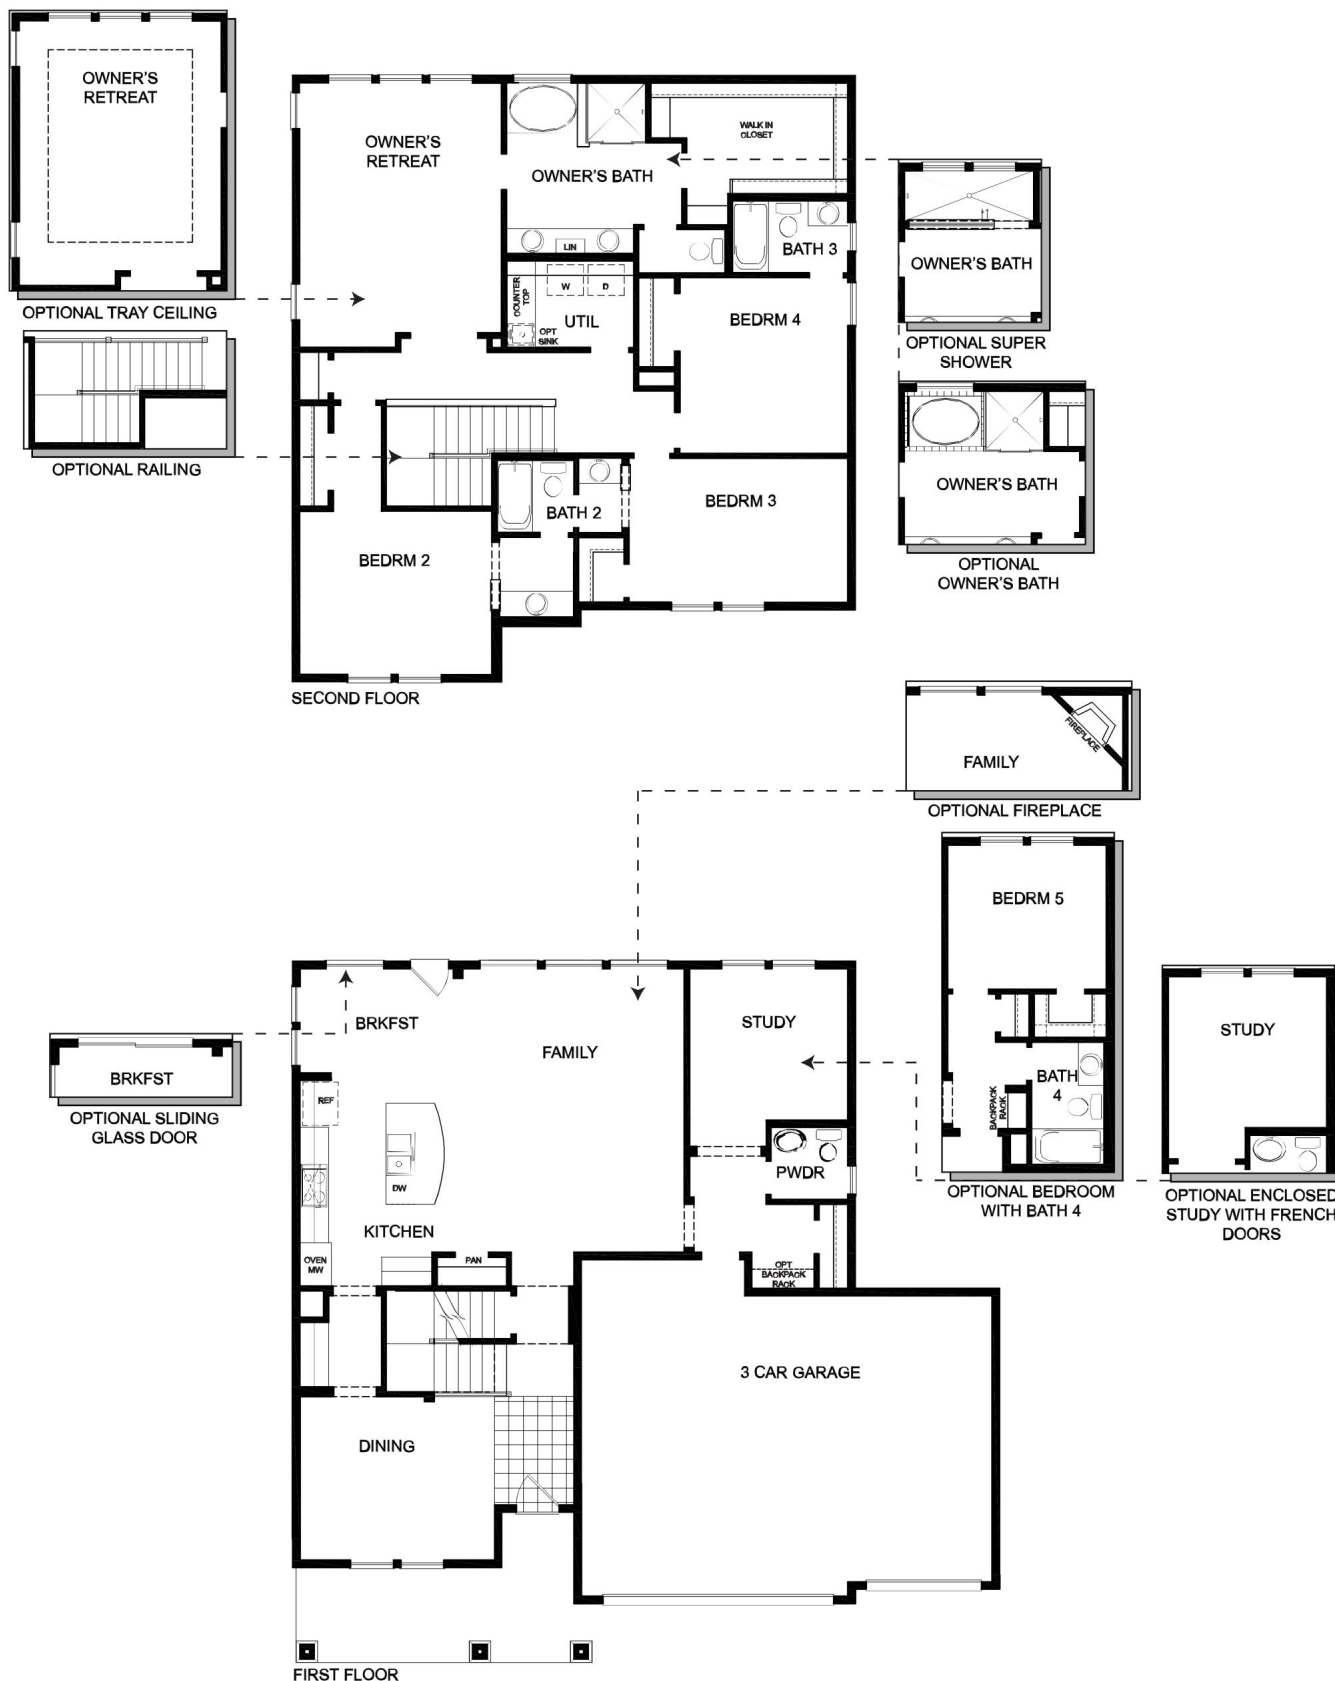 OWNER'S
RETREAT
OPTIONAL TRAY CEILING
OPTIONAL RAILING
OWNER'S
RETREAT
OWNER'S BATH
WALK IN
CLOSET
LIN
BATH 3
COUNTER
TOP
W
D
UTIL
OPT
SINK
BEDRM 4
BEDRM 3
BATH 2
BEDRM 2
SECOND FLOOR
OWNER'S BATH
OPTIONAL SUPER
SHOWER
OWNER'S BATH
OPTIONAL
OWNER'S BATH
FAMILY
FIREPLACE
OPTIONAL FIREPLACE
BEDRM 5
BATH
4
BACKPACK
RACK
OPTIONAL BEDROOM
WITH BATH 4
STUDY
OPTIONAL ENCLOSED
STUDY WITH FRENCH
DOORS
BRKFST
OPTIONAL SLIDING
GLASS DOOR
BRKFST
FAMILY
STUDY
REF
DW
PWDR
KITCHEN
OVEN
MW
PAN
OPT
BACKPACK
RACK
3 CAR GARAGE
DINING
FIRST FLOOR